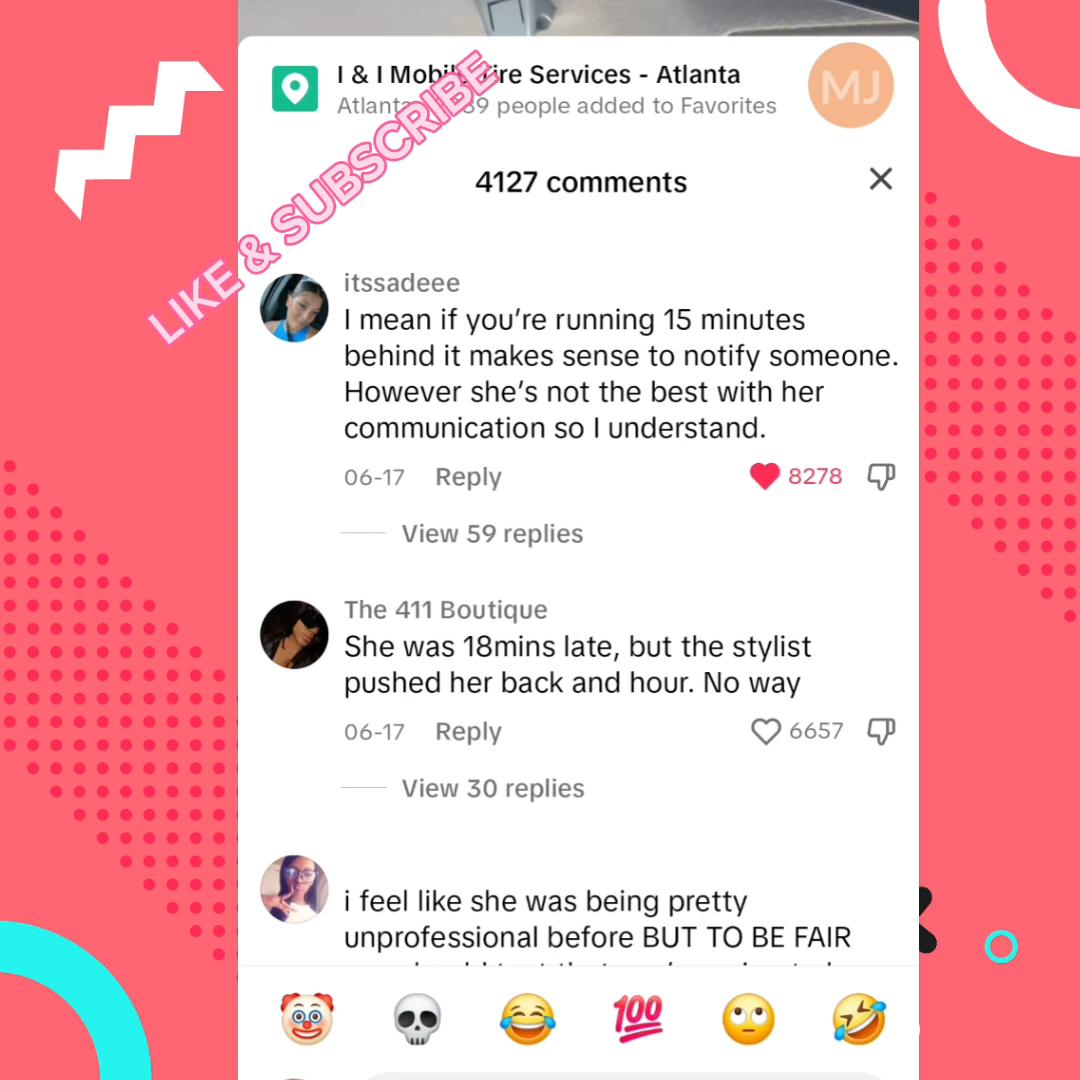 I & I Mobile Tire Services - Atlanta
MJ
Atlanta 39 people added to Favorites
LIKE & SUBSCRIBE
4127 comments
itssadeee
I mean if you’re running 15 minutes
behind it makes sense to notify someone.
However she’s not the best with her
communication so I understand.
06-17 Reply 8278
View 59 replies
The 411 Boutique
She was 18mins late, but the stylist
pushed her back and hour. No way
06-17 Reply 6657
View 30 replies
i feel like she was being pretty
unprofessional before BUT TO BE FAIR
100